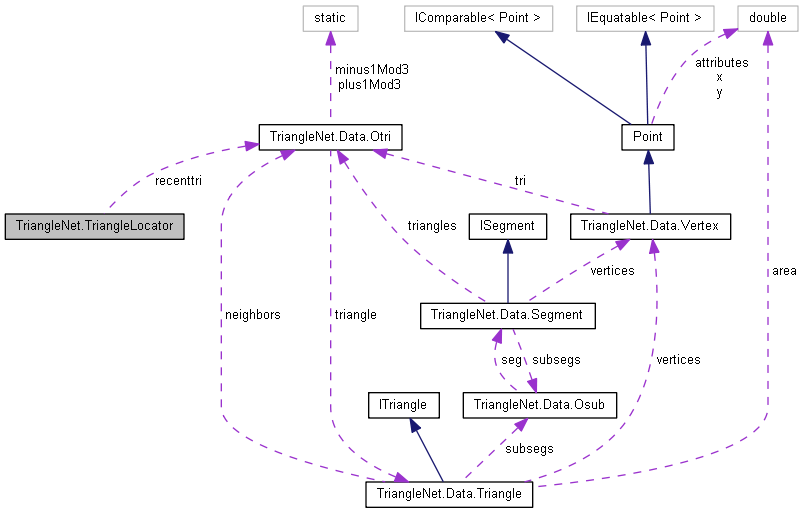 static
IComparable< Point >
IEquatable< Point >
double
minus1Mod3
plus1Mod3
attributes
x
y
TriangleNet.Data.Otri
Point
recenttri
tri
TriangleNet.TriangleLocator
triangles
ISegment
TriangleNet.Data.Vertex
vertices
area
neighbors
triangle
TriangleNet.Data.Segment
seg
subsegs
vertices
ITriangle
TriangleNet.Data.Osub
subsegs
TriangleNet.Data.Triangle